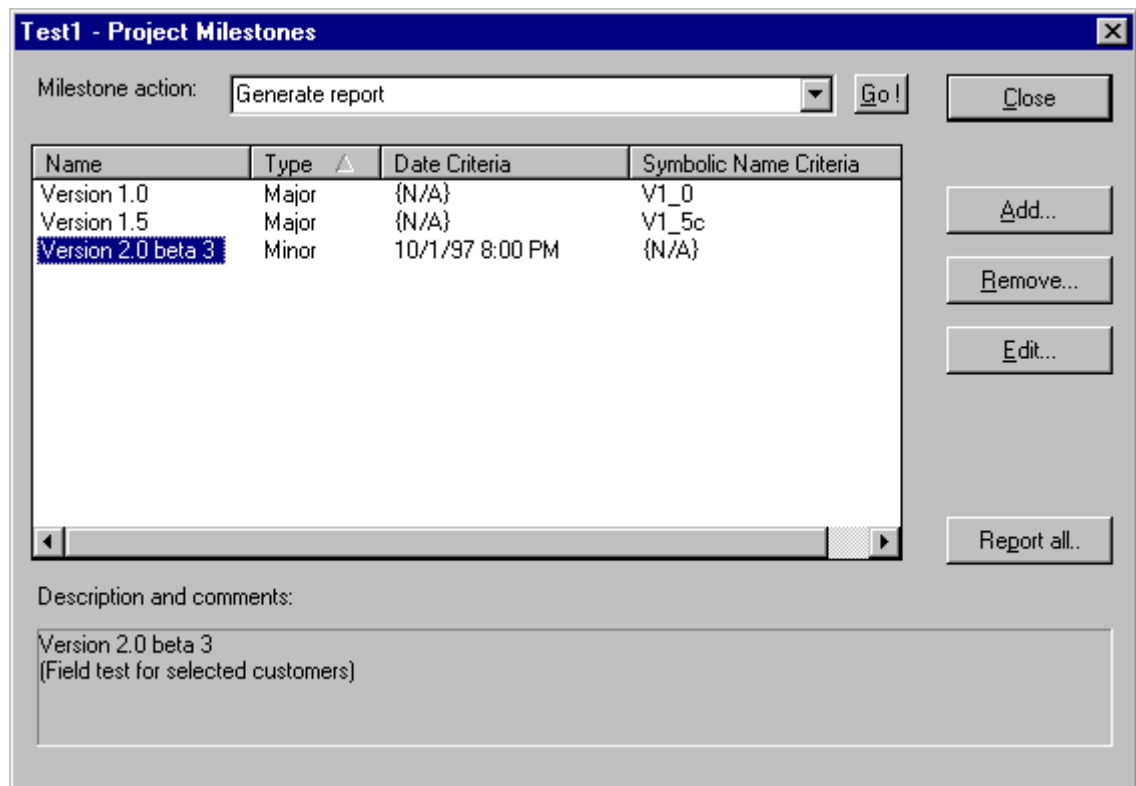 Test1 - Project Milestones
Milestone action: Generate report Go! Close
Name Type Date Criteria Symbolic Name Criteria
Version 1.0 Major {N/A} V1_0
Version 1.5 Major {N/A} V1_5c
Version 2.0 beta 3 Minor 10/1/97 8:00 PM {N/A}
Add...
Remove...
Edit...
Report all..
Description and comments:
Version 2.0 beta 3
(Field test for selected customers)